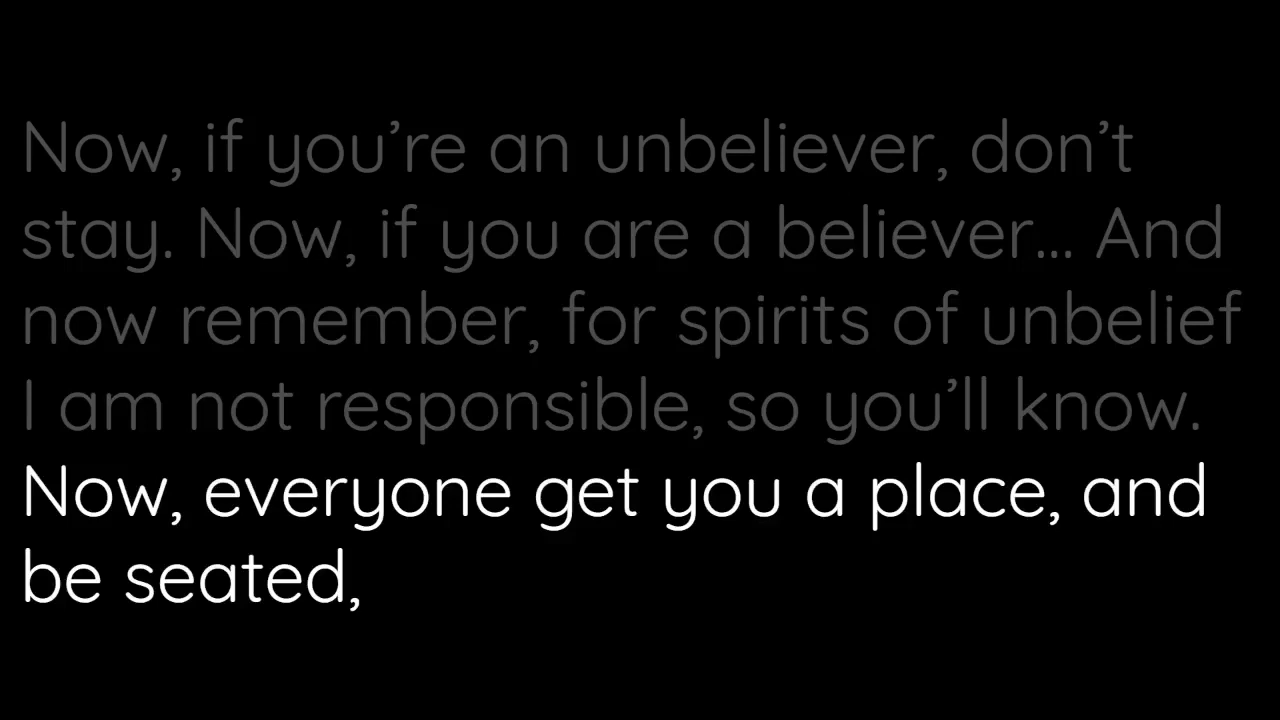 Now, if you’re an unbeliever, don’t
stay. Now, if you are a believer... And
now remember, for spirits of unbelief
I am not responsible, so you’ll know.
Now, everyone get you a place, and
be seated,